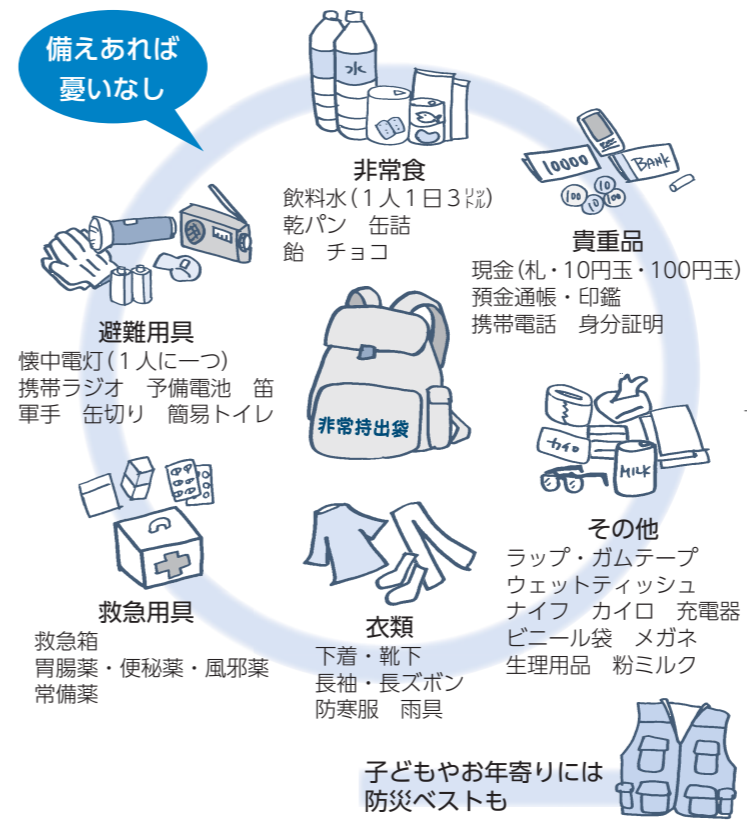 備えあれば
憂いなし
水
非常食
飲料水(1人1日3㍑)
乾パン　缶詰
飴　チョコ
10000
BANK
10
100
10
100
貴重品
現金(札・10円玉・100円玉)
預金通帳・印鑑
携帯電話　身分証明
避難用具
懐中電灯(1人に一つ)
携帯ラジオ　予備電池　笛
軍手　缶切り　簡易トイレ
非常持出袋
カイロ
MILK
その他
ラップ・ガムテープ
ウェットティッシュ
ナイフ　カイロ　充電器
ビニール袋　メガネ
生理用品　粉ミルク
救急用具
救急箱
胃腸薬・便秘薬・風邪薬
常備薬
衣類
下着・靴下
長袖・長ズボン
防寒服　雨具
子どもやお年寄りには
防災ベストも